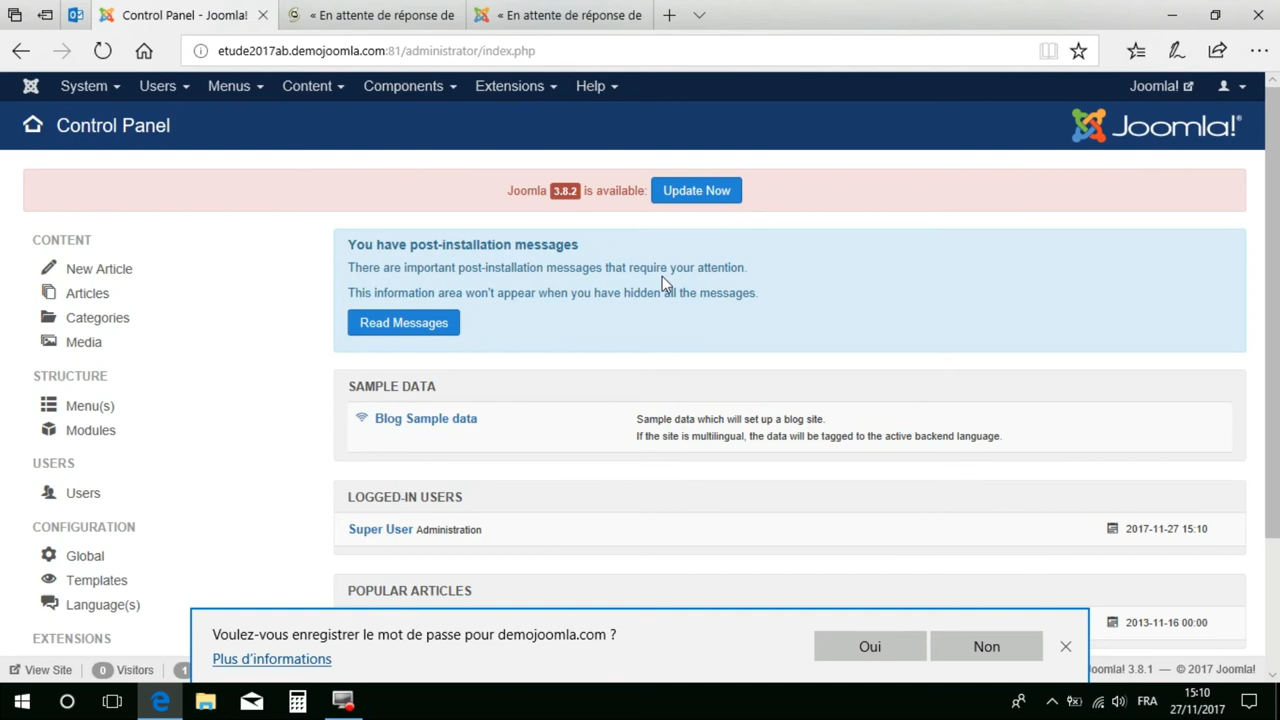 Control Panel - Joomla!
« En attente de réponse de
« En attente de réponse de
etude2017ab.demojoomla.com:81/administrator/index.php
System
Users
Menus
Content
Components
Extensions
Help
Joomla!
Control Panel
Joomla!®
Joomla 3.8.2 is available: Update Now
CONTENT
New Article
Articles
Categories
Media
STRUCTURE
Menu(s)
Modules
USERS
Users
CONFIGURATION
Global
Templates
Language(s)
EXTENSIONS
You have post-installation messages
There are important post-installation messages that require your attention.
This information area won't appear when you have hidden all the messages.
Read Messages
SAMPLE DATA
Blog Sample data
Sample data which will set up a blog site.
If the site is multilingual, the data will be tagged to the active backend language.
LOGGED-IN USERS
Super User Administration
2017-11-27 15:10
POPULAR ARTICLES
2013-11-16 00:00
Voulez-vous enregistrer le mot de passe pour demojoomla.com ?
Plus d'informations
Oui
Non
View Site
0 Visitors
1
Joomla! 3.8.1 — © 2017 Joomla!
FRA
15:10
27/11/2017